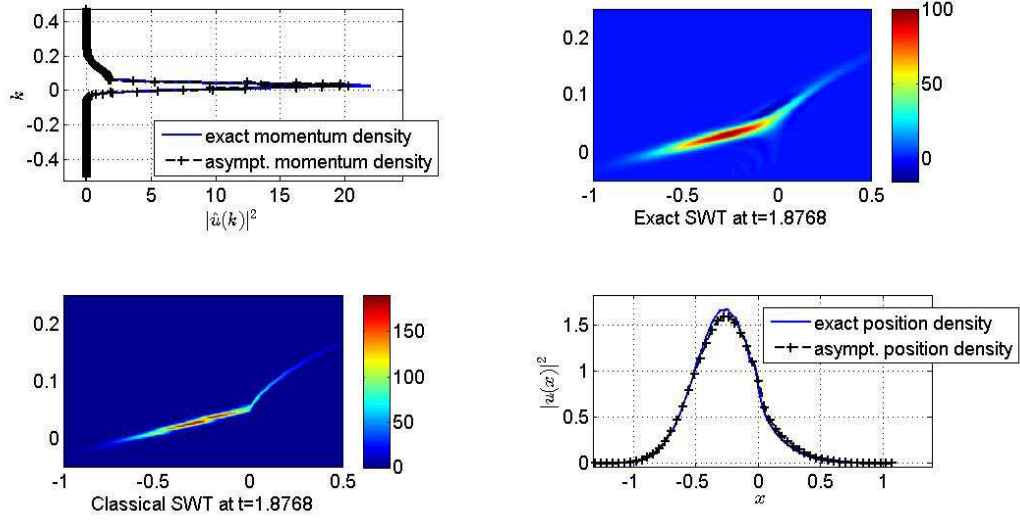 0.4
0.2
0
-0.2
-0.4
k
0 5 10 15 20
|û(k)|²
exact momentum density
asympt. momentum density
0.2
0.1
0
-1 -0.5 0 0.5
Exact SWT at t=1.8768
100
50
0
0.2
0.1
0
-1 -0.5 0 0.5
Classical SWT at t=1.8768
150
100
50
0
1.5
1
0.5
0
|u(x)|²
-1 -0.5 0 0.5 1
x
exact position density
asympt. position density